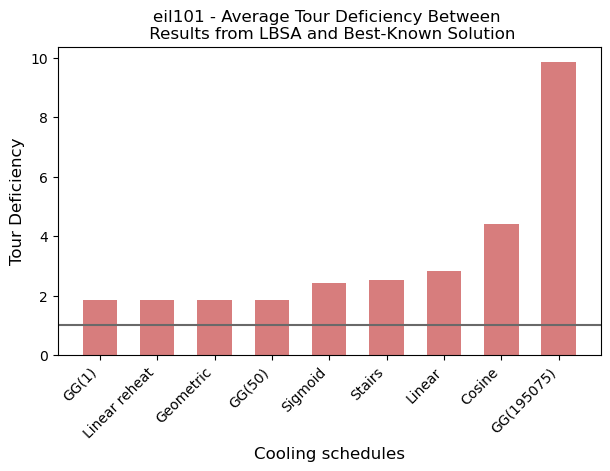 eil101 - Average Tour Deficiency Between
Results from LBSA and Best-Known Solution
Tour Deficiency
10
8
6
4
2
0
GG(1)
Linear reheat
Geometric
GG(50)
Sigmoid
Stairs
Linear
Cosine
GG(195075)
Cooling schedules